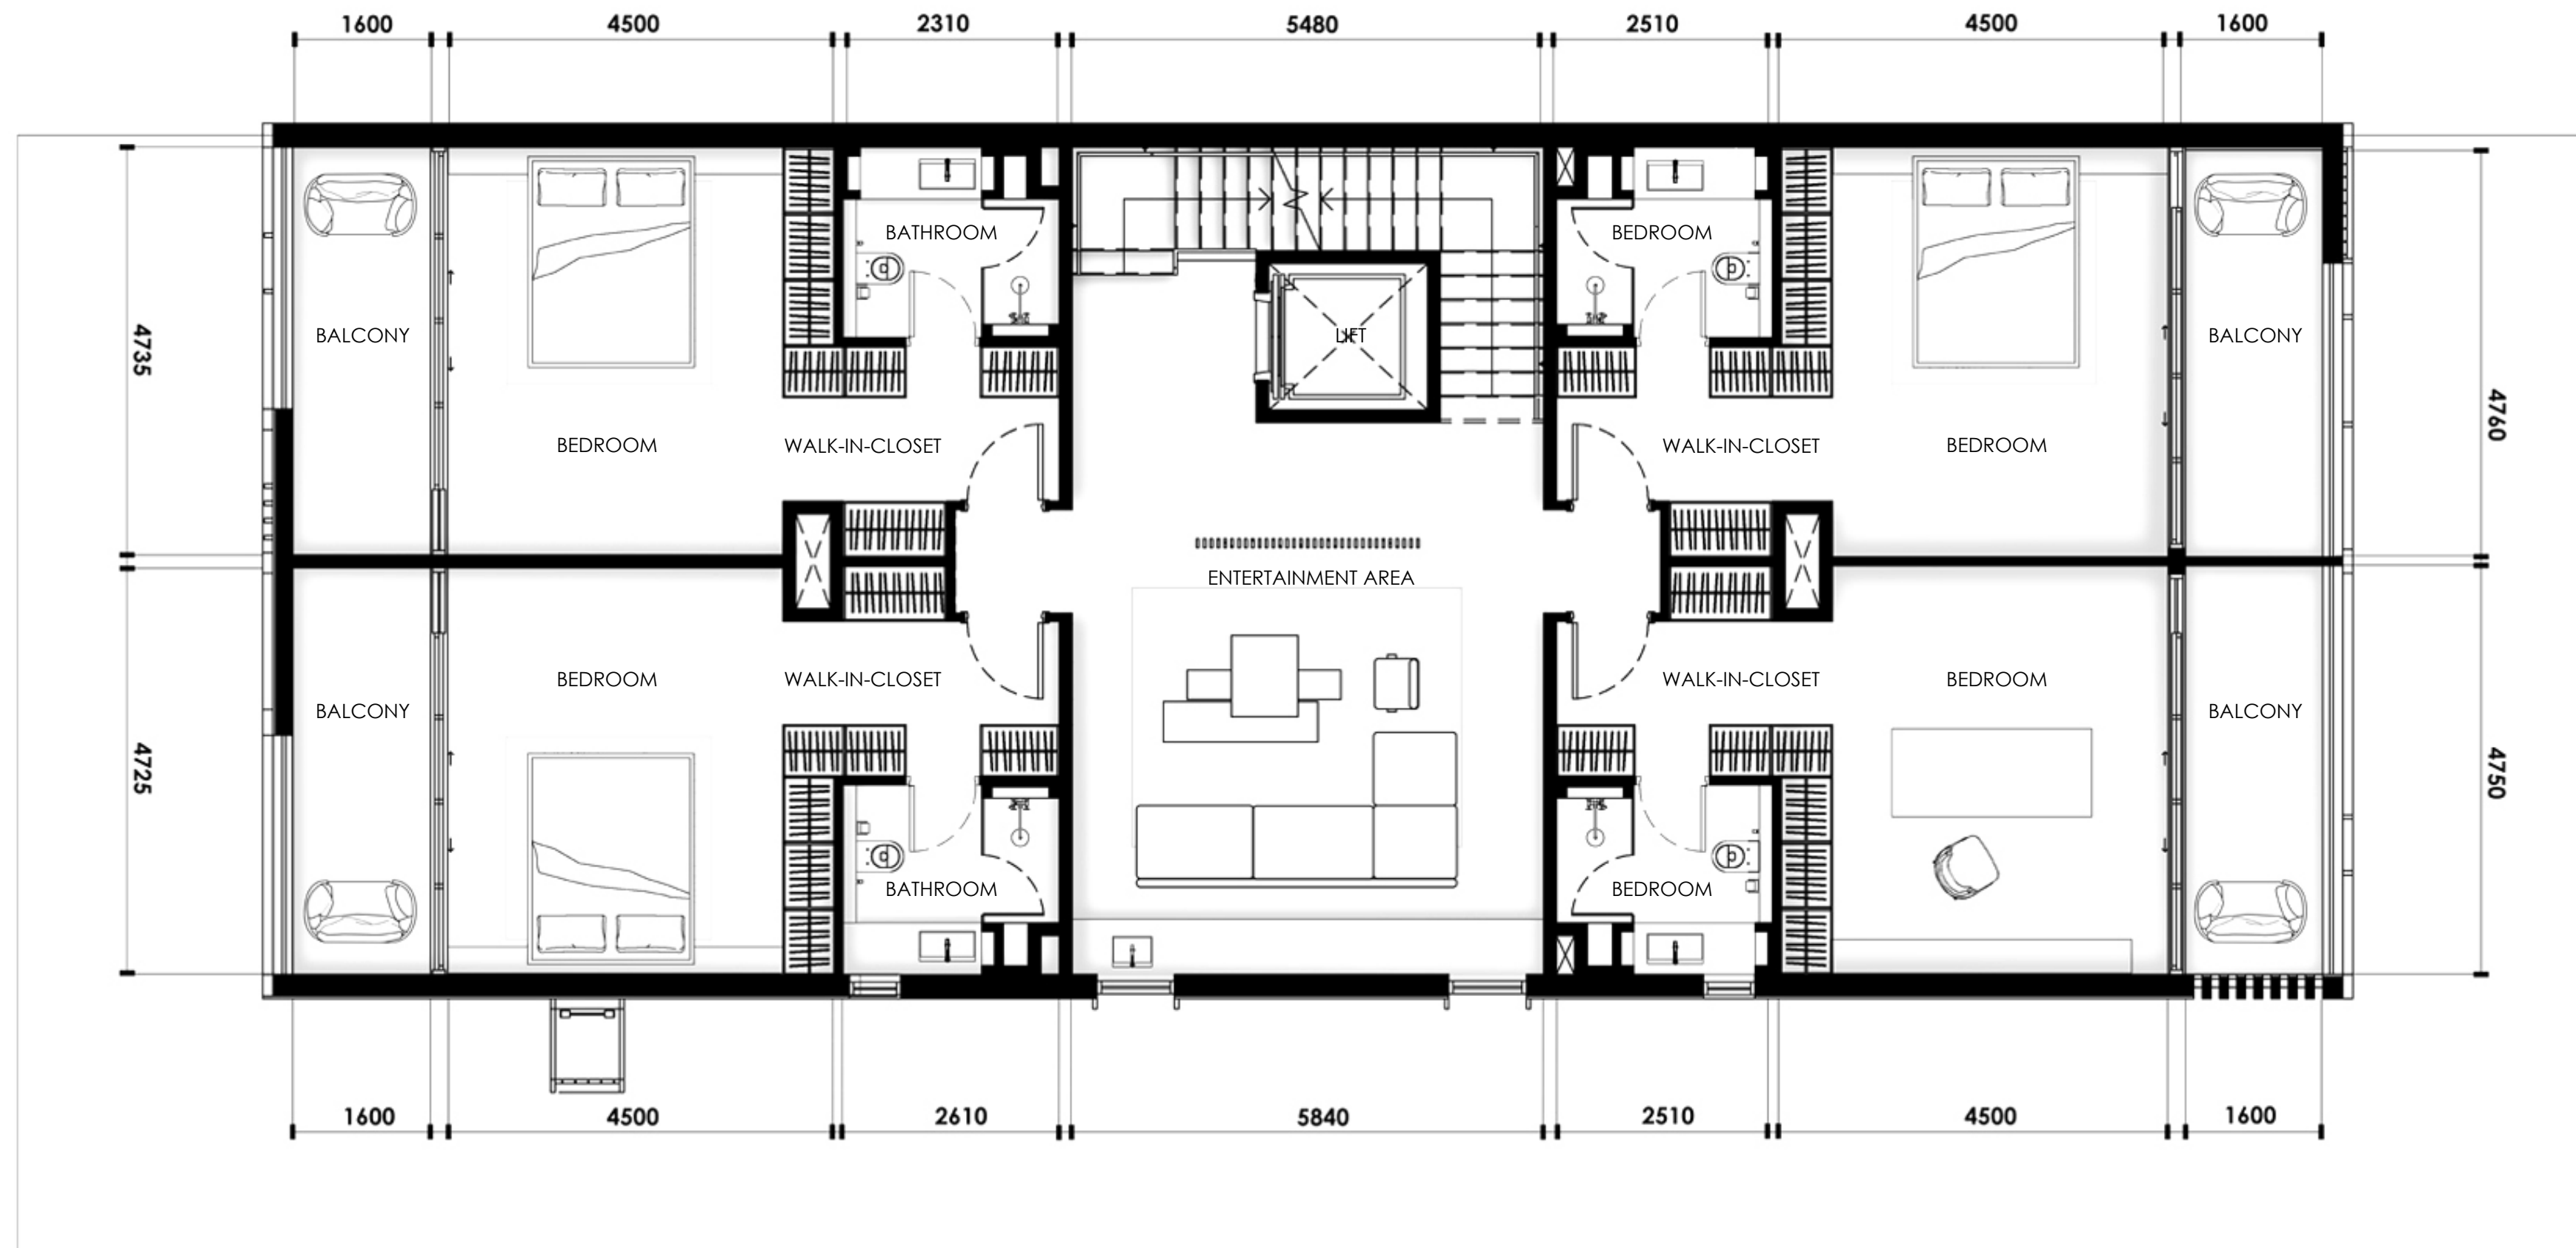 1600 4500 2310 5480 2510 4500 1600
BATHROOM BEDROOM
BALCONY LIFT BALCONY
4735
4760
BEDROOM WALK-IN-CLOSET WALK-IN-CLOSET BEDROOM
ENTERTAINMENT AREA
BEDROOM WALK-IN-CLOSET WALK-IN-CLOSET BEDROOM
BALCONY BALCONY
4725
4750
BATHROOM BEDROOM
1600 4500 2610 5840 2510 4500 1600